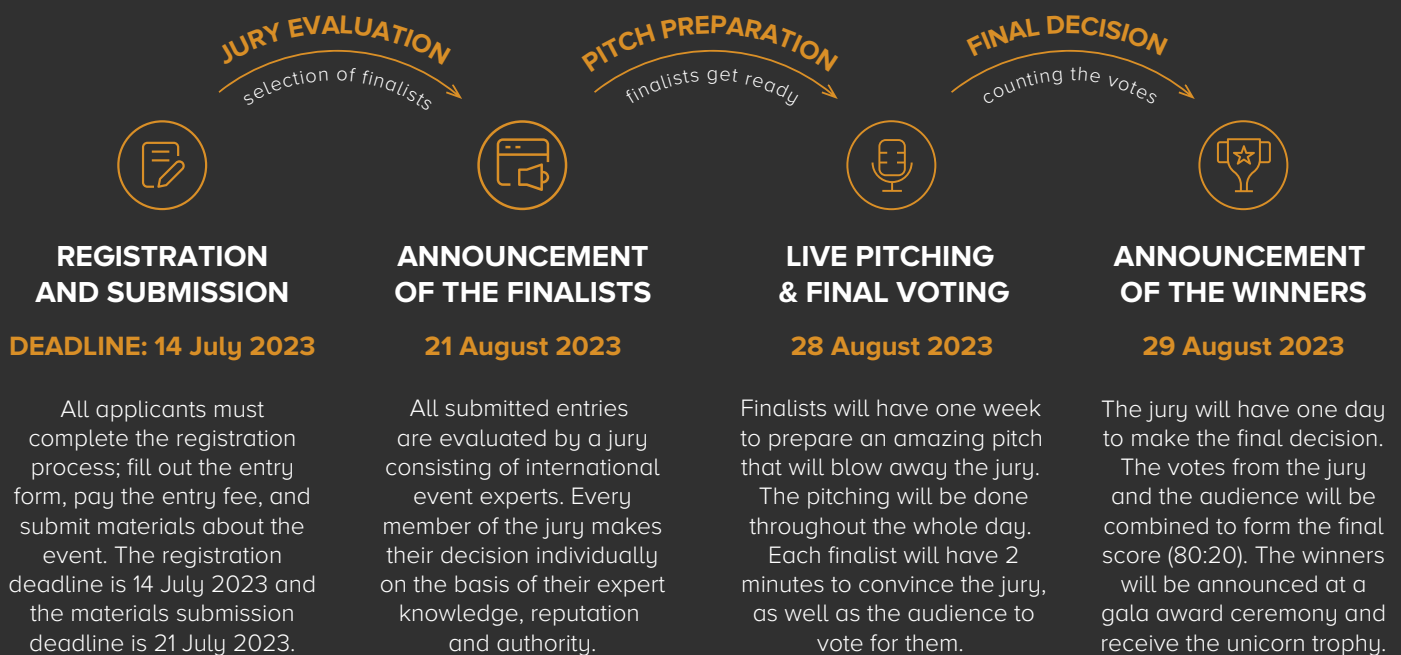 JURY EVALUATION
selection of finalists
PITCH PREPARATION
finalists get ready
FINAL DECISION
counting the votes
REGISTRATION
AND SUBMISSION
DEADLINE: 14 July 2023
All applicants must
complete the registration
process; fill out the entry
form, pay the entry fee, and
submit materials about the
event. The registration
deadline is 14 July 2023 and
the materials submission
deadline is 21 July 2023.
ANNOUNCEMENT
OF THE FINALISTS
21 August 2023
All submitted entries
are evaluated by a jury
consisting of international
event experts. Every
member of the jury makes
their decision individually
on the basis of their expert
knowledge, reputation
and authority.
LIVE PITCHING
& FINAL VOTING
28 August 2023
Finalists will have one week
to prepare an amazing pitch
that will blow away the jury.
The pitching will be done
throughout the whole day.
Each finalist will have 2
minutes to convince the jury,
as well as the audience to
vote for them.
ANNOUNCEMENT
OF THE WINNERS
29 August 2023
The jury will have one day
to make the final decision.
The votes from the jury
and the audience will be
combined to form the final
score (80:20). The winners
will be announced at a
gala award ceremony and
receive the unicorn trophy.